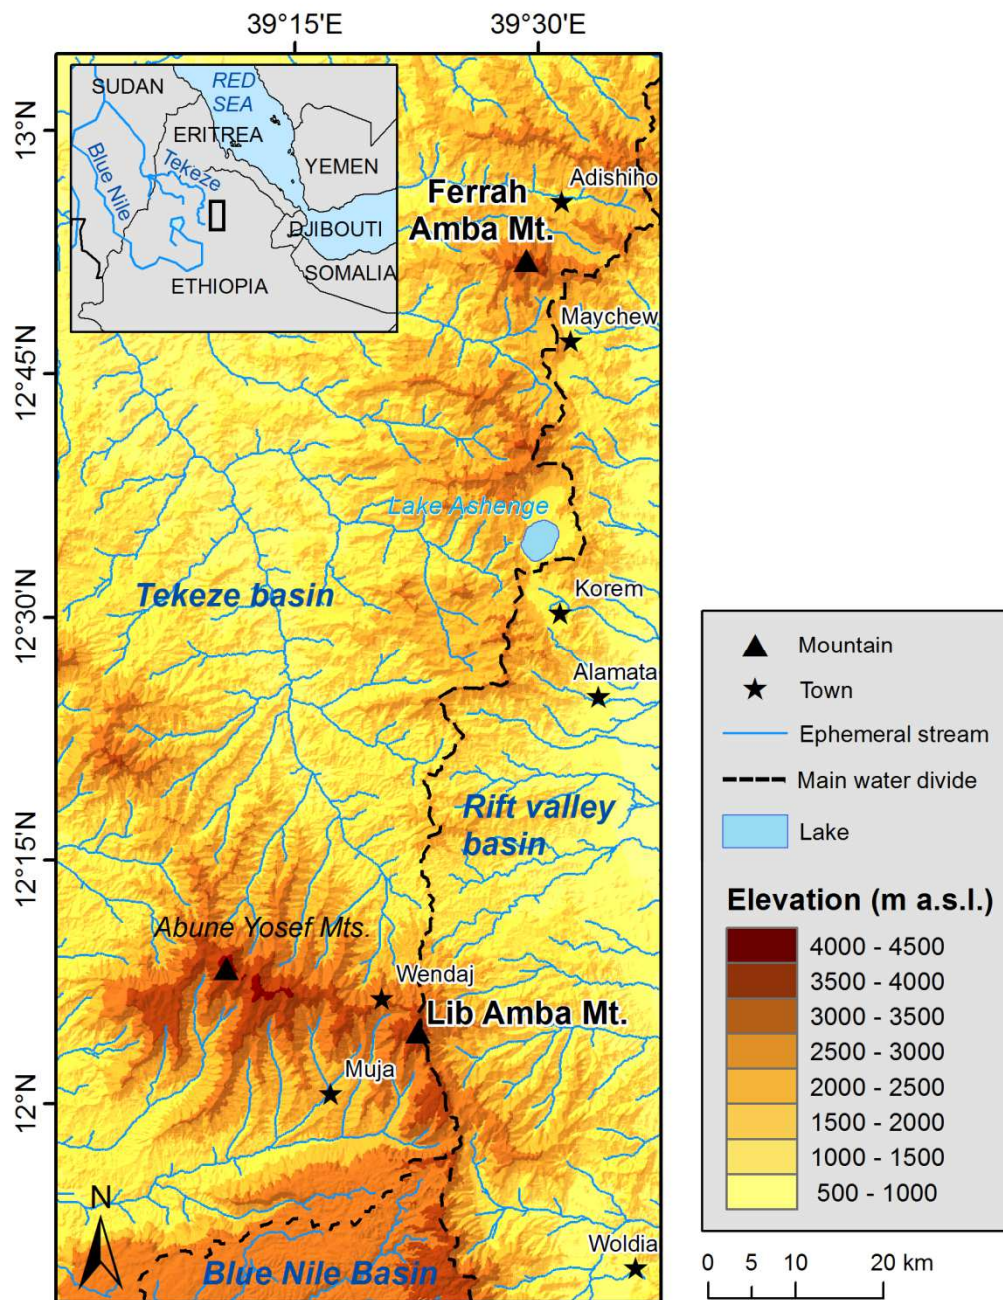 39°15'E
39°30'E
13°N
12°45'N
12°30'N
12°15'N
12°N
SUDAN
RED
SEA
ERITREA
YEMEN
Blue Nile
Tekeze
DJIBOUTI
SOMALIA
ETHIOPIA
Adishiho
Ferrah
Amba Mt.
Maychew
Lake Ashenge
Tekeze basin
Korem
Alamata
Rift valley
basin
Abune Yosef Mts.
Wendaj
Lib Amba Mt.
Muja
N
Blue Nile Basin
Woldia
Mountain
Town
Ephemeral stream
Main water divide
Lake
Elevation (m a.s.l.)
4000 - 4500
3500 - 4000
3000 - 3500
2500 - 3000
2000 - 2500
1500 - 2000
1000 - 1500
500 - 1000
0 5 10 20 km